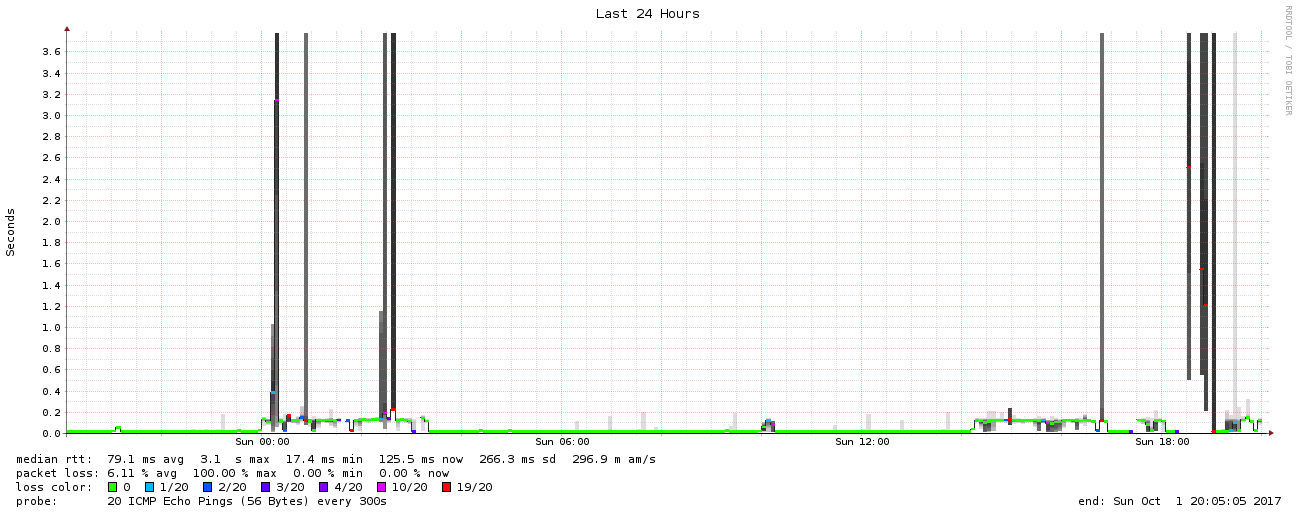 Last 24 Hours
RRDTOOL / TOBI OETIKER
Seconds
3.6
3.4
3.2
3.0
2.8
2.6
2.4
2.2
2.0
1.8
1.6
1.4
1.2
1.0
0.8
0.6
0.4
0.2
0.0
Sun 00:00 Sun 06:00 Sun 12:00 Sun 18:00
median rtt: 79.1 ms avg 3.1 s max 17.4 ms min 125.5 ms now 266.3 ms sd 296.9 m am/s
packet loss: 6.11 % avg 100.00 % max 0.00 % min 0.00 % now
loss color: 0 1/20 2/20 3/20 4/20 10/20 19/20
probe: 20 ICMP Echo Pings (56 Bytes) every 300s end: Sun Oct 1 20:05:05 2017